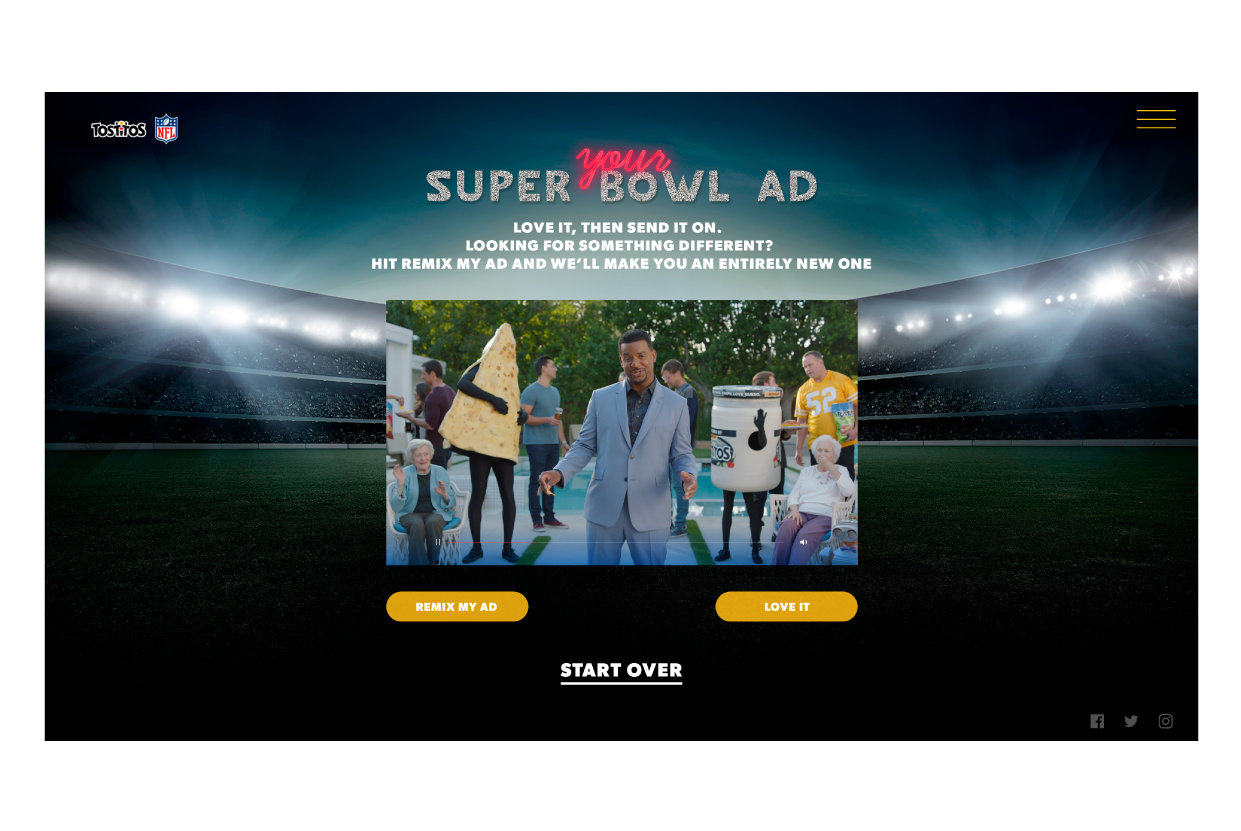 TOSTITOS NFL
your
SUPER BOWL AD
LOVE IT, THEN SEND IT ON.
LOOKING FOR SOMETHING DIFFERENT?
HIT REMIX MY AD AND WE'LL MAKE YOU AN ENTIRELY NEW ONE
52
REMIX MY AD
LOVE IT
START OVER